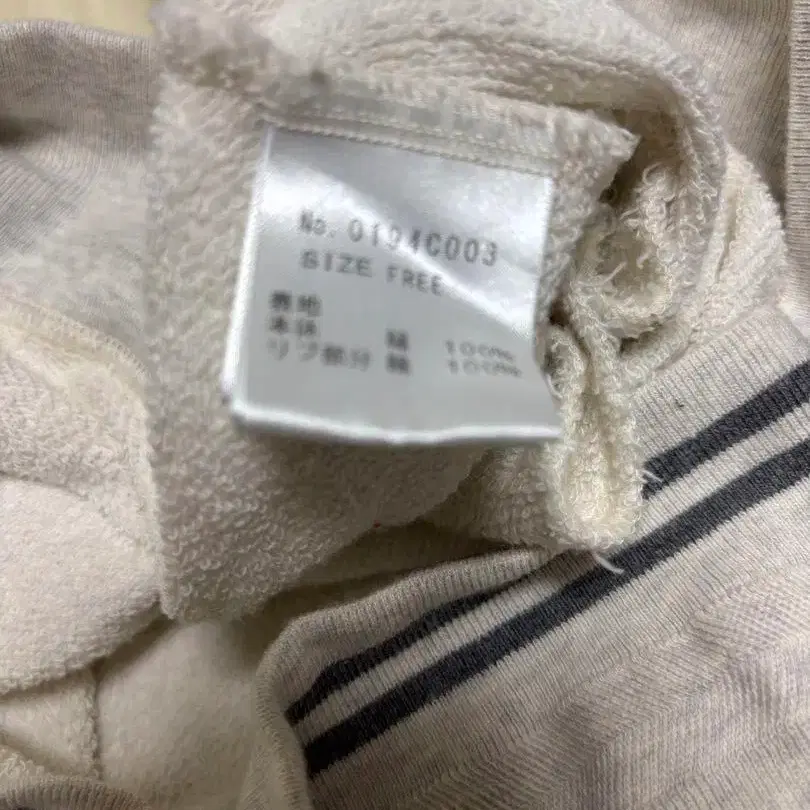 No. 0194C003
SIZE FREE
表地
本体 綿 100%
リブ部分 綿 100%